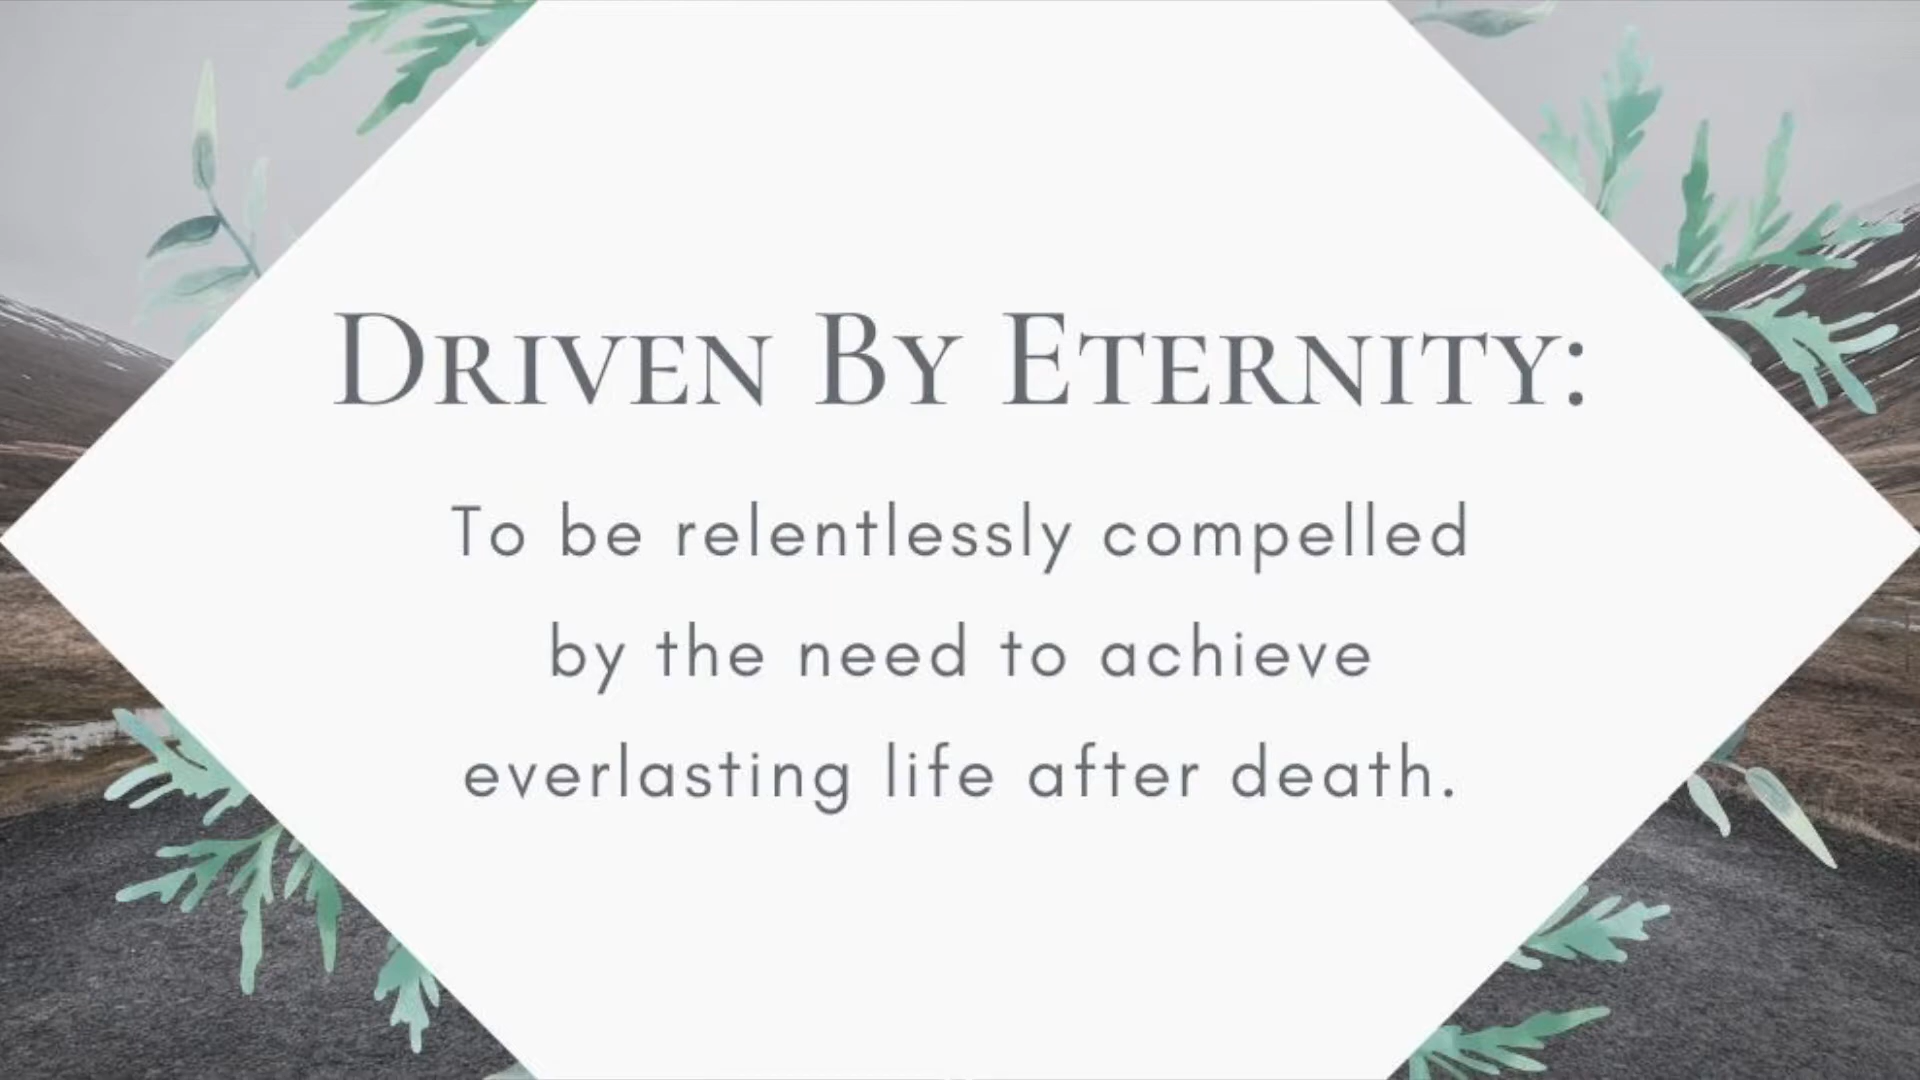 Driven By Eternity:
To be relentlessly compelled
by the need to achieve
everlasting life after death.